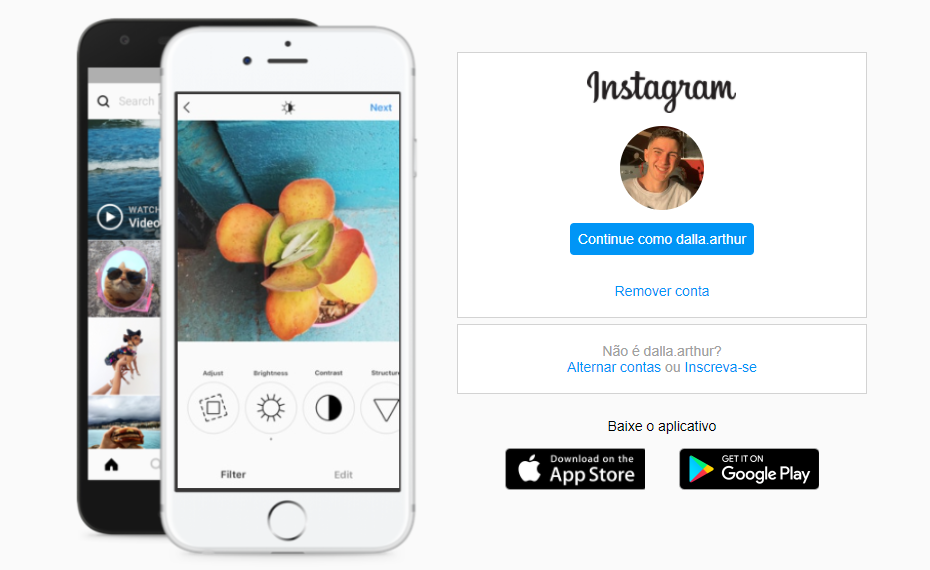 Search
WATCH
Video
Next
Adjust
Brightness
Contrast
Structure
Filter
Edit
Instagram
Continue como dalla.arthur
Remover conta
Não é dalla.arthur?
Alternar contas ou Inscreva-se
Baixe o aplicativo
Download on the
App Store
GET IT ON
Google Play